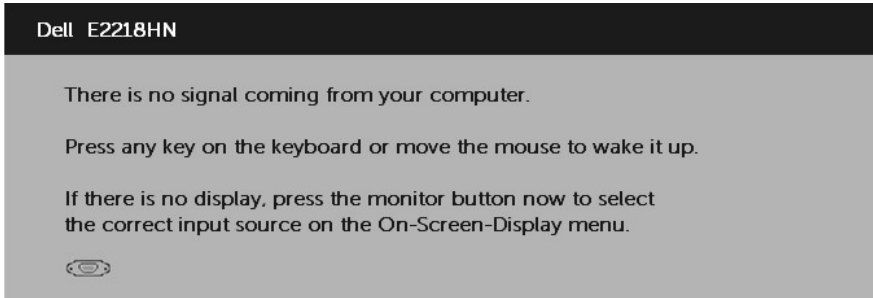 Dell E2218HN
There is no signal coming from your computer.
Press any key on the keyboard or move the mouse to wake it up.
If there is no display, press the monitor button now to select
the correct input source on the On-Screen-Display menu.